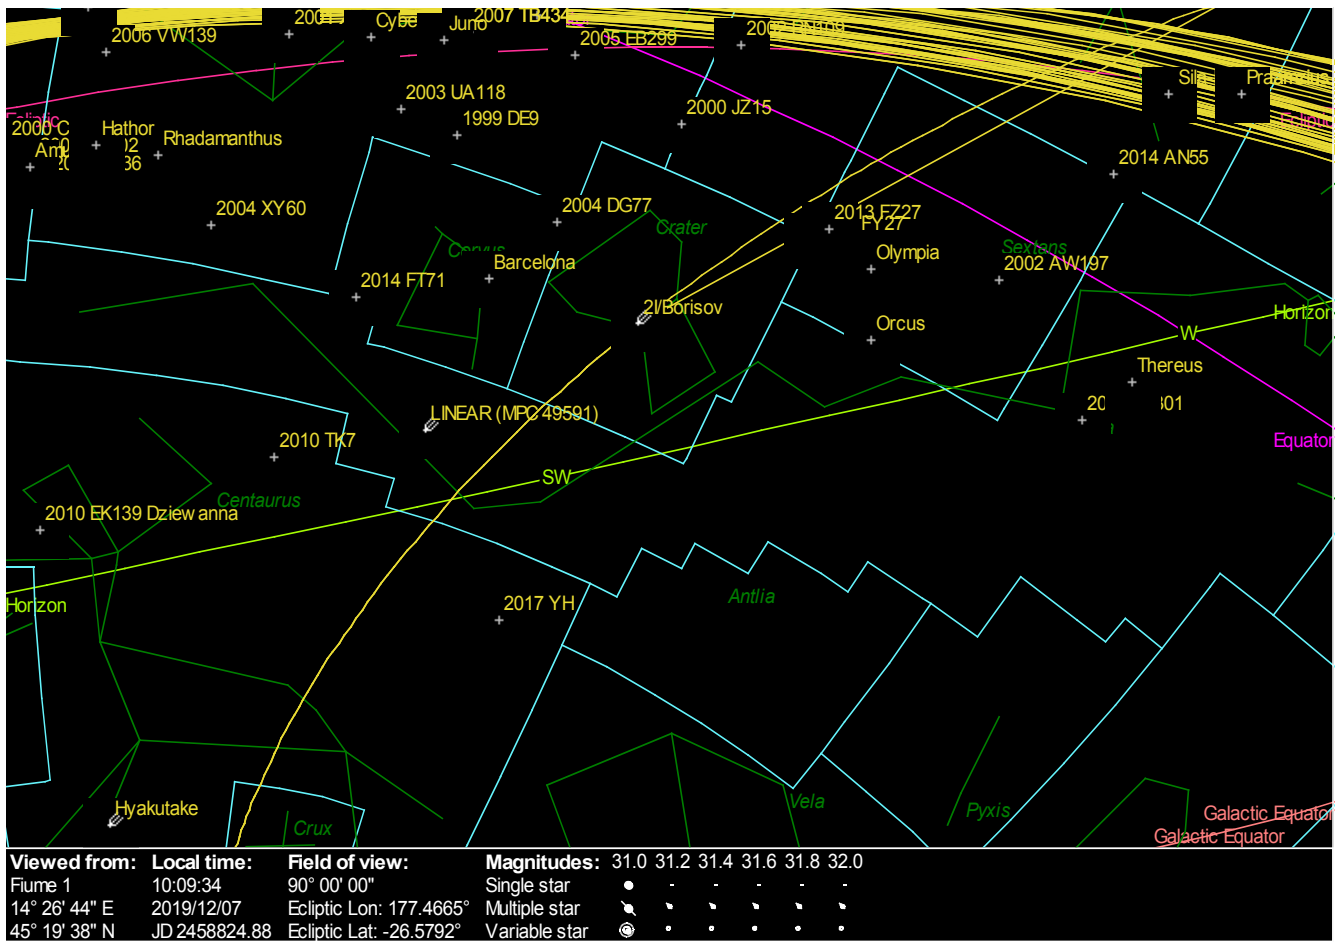 2006 VW139
Cybe
Juno
2007 TB434
2005 EB299
2003 UA118
1999 DE9
2000 JZ15
Sila
Ecliptic
2014 AN55
Hathor
Rhadamanthus
36
2004 XY60
2004 DG77
Crater
2013 FZ27
FY27
Corvus
Barcelona
Olympia
Sextans
2002 AW197
2014 FT71
2I/Borisov
Orcus
W
Horizon
Thereus
LINEAR (MPC 49591)
20
301
Equator
2010 TK7
SW
Centaurus
2010 EK139 Dziewanna
Horizon
2017 YH
Antlia
Hyakutake
Crux
Vela
Pyxis
Galactic Equator
Galactic Equator
Viewed from: Local time: Field of view: Magnitudes: 31.0 31.2 31.4 31.6 31.8 32.0
Fiume 1 10:09:34 90° 00' 00" Single star
14° 26' 44" E 2019/12/07 Ecliptic Lon: 177.4665° Multiple star
45° 19' 38" N JD 2458824.88 Ecliptic Lat: -26.5792° Variable star